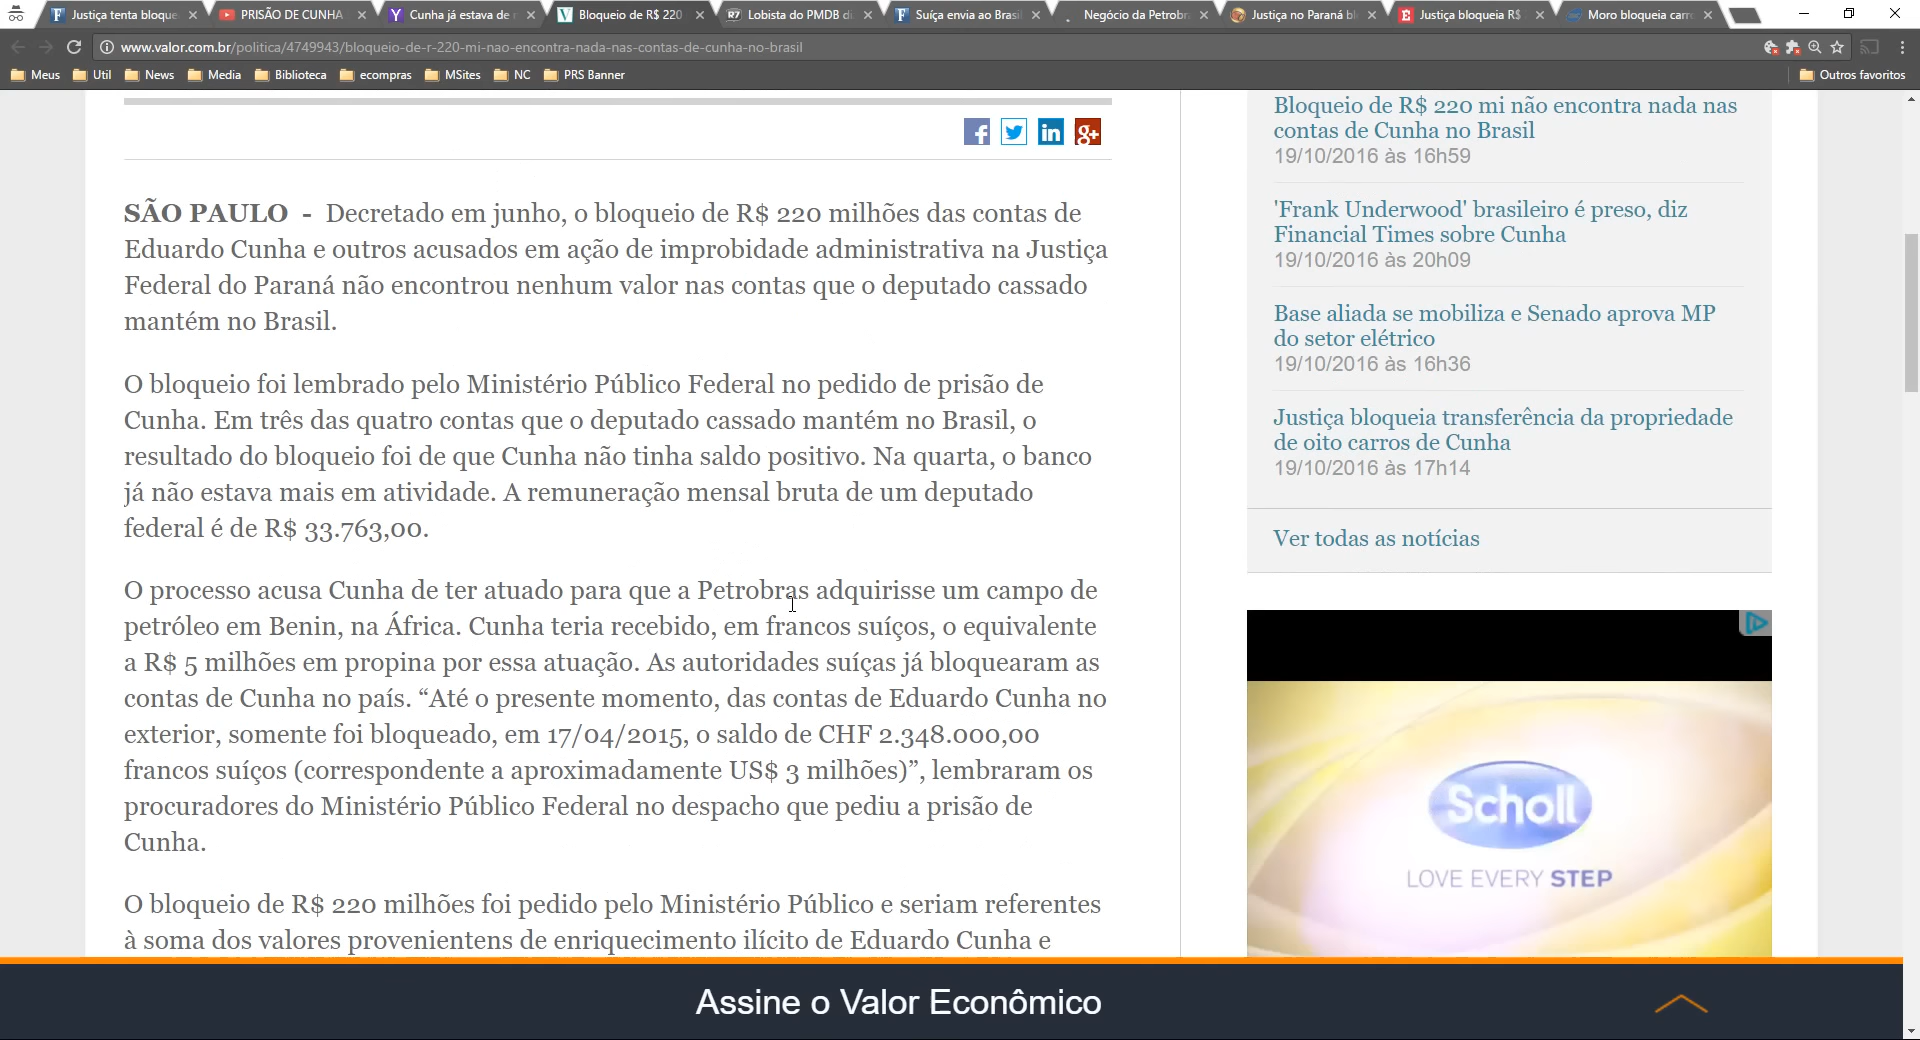 Justiça tenta bloque
PRISÃO DE CUNHA
Cunha já estava de
Bloqueio de R$ 220
Lobista do PMDB d
Suíça envia ao Brasi
Negócio da Petrob
Justiça no Paraná b
Justiça bloqueia R$
Moro bloqueia carr
www.valor.com.br/politica/4749943/bloqueio-de-r-220-mi-nao-encontra-nada-nas-contas-de-cunha-no-brasil
Meus
Util
News
Media
Biblioteca
ecompras
MSites
NC
PRS Banner
Outros favoritos
SÃO PAULO - Decretado em junho, o bloqueio de R$ 220 milhões das contas de
Eduardo Cunha e outros acusados em ação de improbidade administrativa na Justiça
Federal do Paraná não encontrou nenhum valor nas contas que o deputado cassado
mantém no Brasil.
O bloqueio foi lembrado pelo Ministério Público Federal no pedido de prisão de
Cunha. Em três das quatro contas que o deputado cassado mantém no Brasil, o
resultado do bloqueio foi de que Cunha não tinha saldo positivo. Na quarta, o banco
já não estava mais em atividade. A remuneração mensal bruta de um deputado
federal é de R$ 33.763,00.
O processo acusa Cunha de ter atuado para que a Petrobras adquirisse um campo de
petróleo em Benin, na África. Cunha teria recebido, em francos suíços, o equivalente
a R$ 5 milhões em propina por essa atuação. As autoridades suíças já bloquearam as
contas de Cunha no país. “Até o presente momento, das contas de Eduardo Cunha no
exterior, somente foi bloqueado, em 17/04/2015, o saldo de CHF 2.348.000,00
francos suíços (correspondente a aproximadamente US$ 3 milhões)”, lembraram os
procuradores do Ministério Público Federal no despacho que pediu a prisão de
Cunha.
O bloqueio de R$ 220 milhões foi pedido pelo Ministério Público e seriam referentes
à soma dos valores provenientens de enriquecimento ilícito de Eduardo Cunha e
Bloqueio de R$ 220 mi não encontra nada nas
contas de Cunha no Brasil
19/10/2016 às 16h59
'Frank Underwood' brasileiro é preso, diz
Financial Times sobre Cunha
19/10/2016 às 20h09
Base aliada se mobiliza e Senado aprova MP
do setor elétrico
19/10/2016 às 16h36
Justiça bloqueia transferência da propriedade
de oito carros de Cunha
19/10/2016 às 17h14
Ver todas as notícias
Scholl
LOVE EVERY STEP
Assine o Valor Econômico